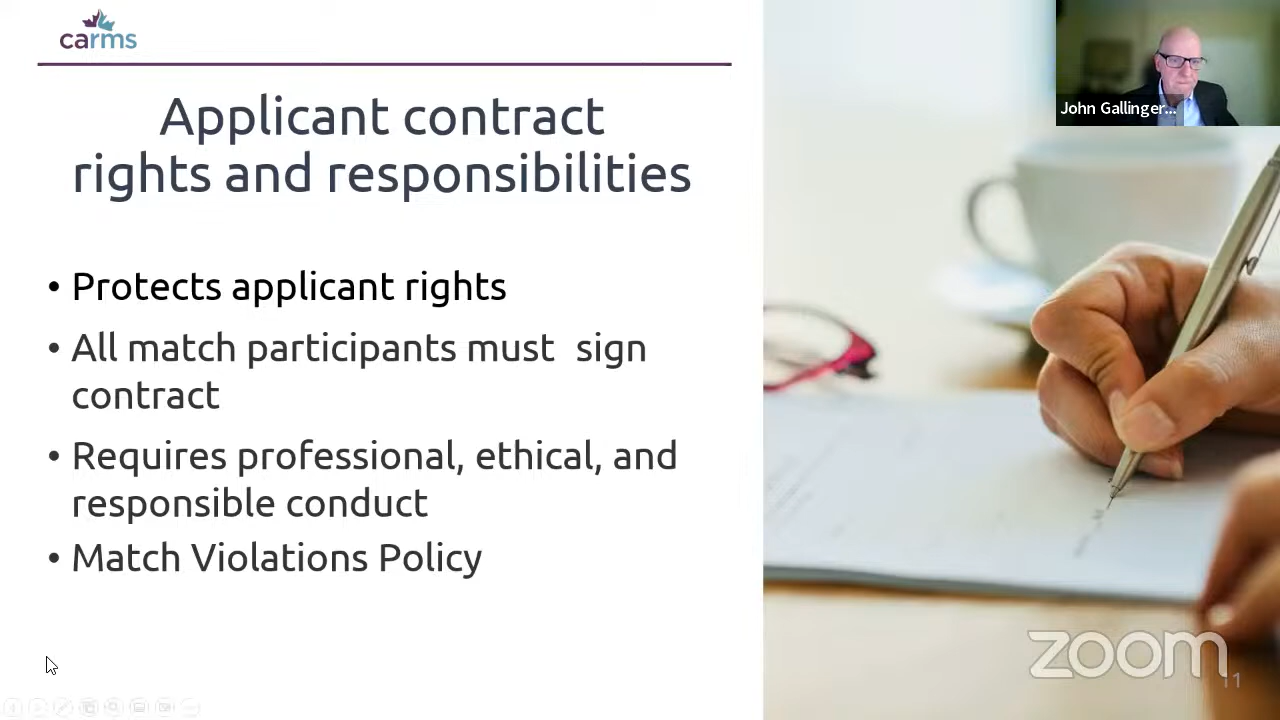 carms
John Gallinger...
Applicant contract
rights and responsibilities
• Protects applicant rights
• All match participants must  sign
contract
• Requires professional, ethical, and
responsible conduct
• Match Violations Policy
zoom
11